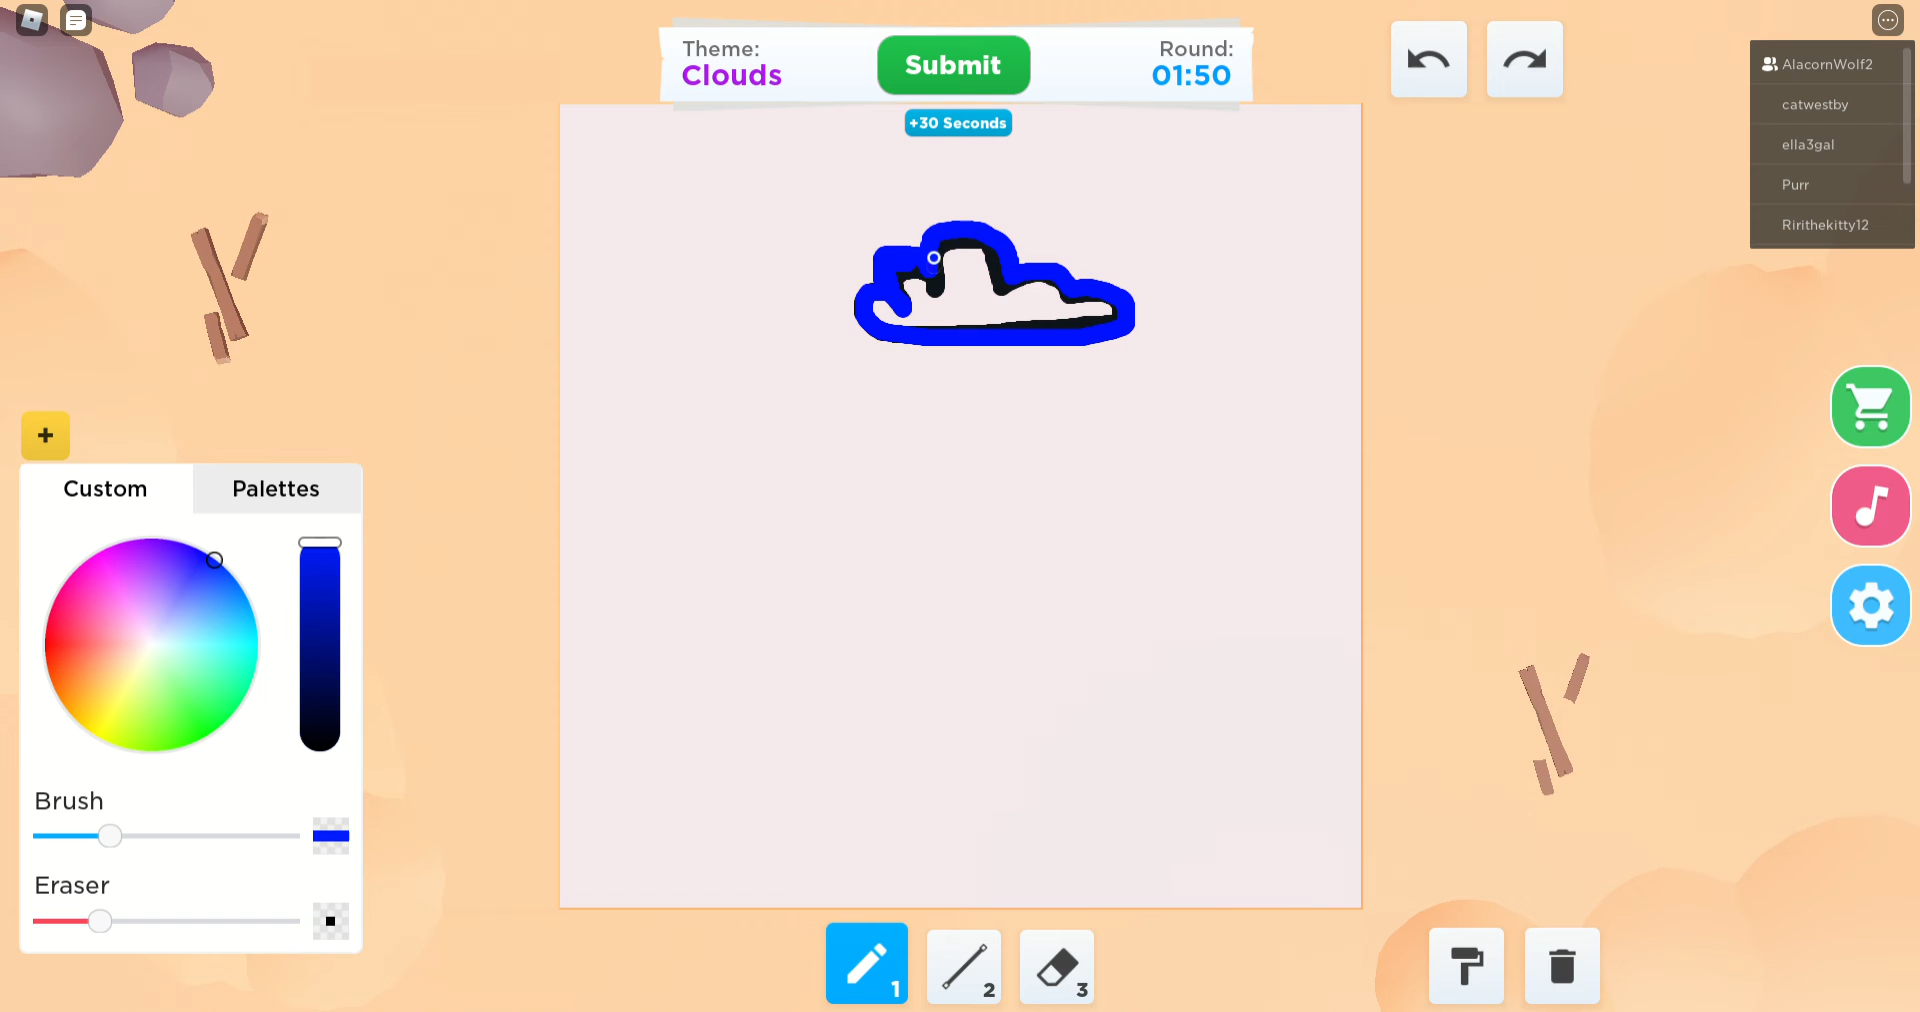 Theme:
Clouds
Submit
Round:
01:50
+30 Seconds
AlacornWolf2
catwestby
ella3gal
Purr
Ririthekitty12
+
Custom
Palettes
Brush
Eraser
1
2
3